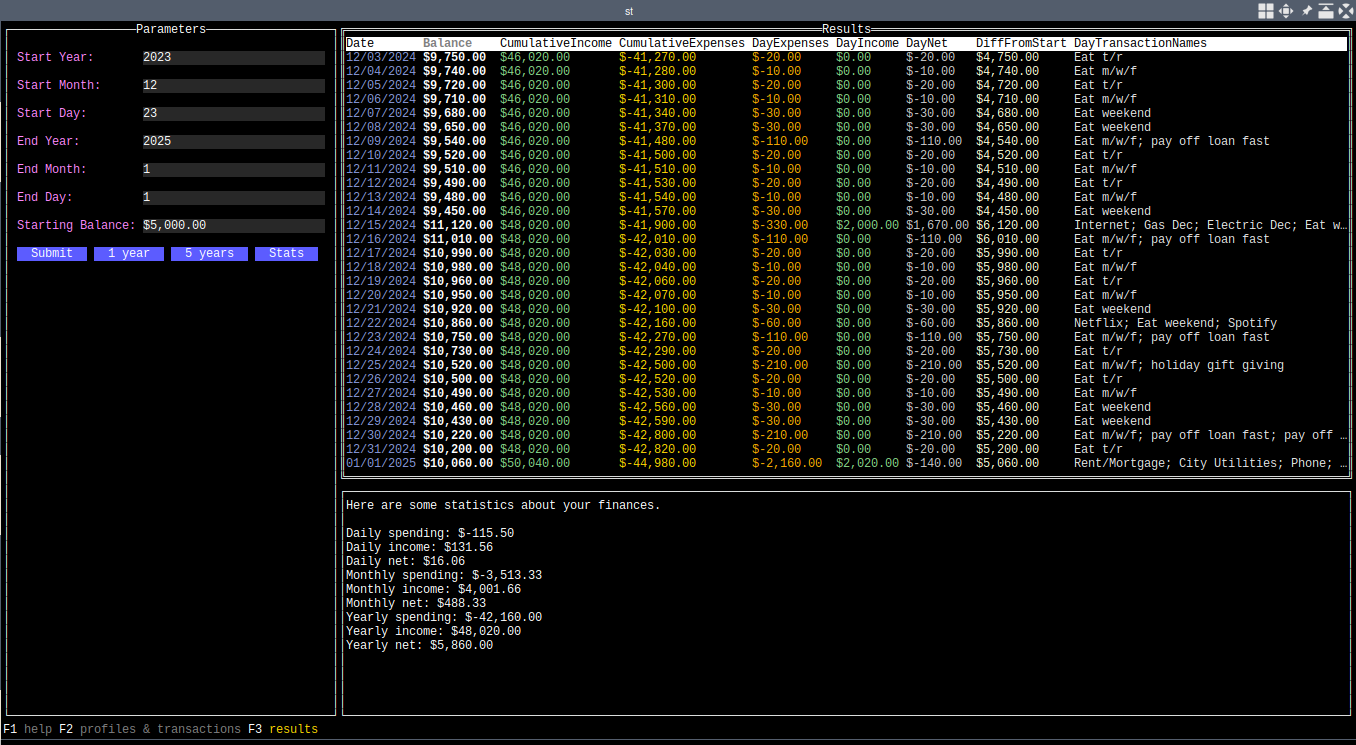 st
Parameters
Start Year: 2023
Start Month: 12
Start Day: 23
End Year: 2025
End Month: 1
End Day: 1
Starting Balance: $5,000.00
Submit 1 year 5 years Stats
Results
Date Balance CumulativeIncome CumulativeExpenses DayExpenses DayIncome DayNet DiffFromStart DayTransactionNames
12/03/2024 $9,750.00 $46,020.00 $-41,270.00 $-20.00 $0.00 $-20.00 $4,750.00 Eat t/r
12/04/2024 $9,740.00 $46,020.00 $-41,280.00 $-10.00 $0.00 $-10.00 $4,740.00 Eat m/w/f
12/05/2024 $9,720.00 $46,020.00 $-41,300.00 $-20.00 $0.00 $-20.00 $4,720.00 Eat t/r
12/06/2024 $9,710.00 $46,020.00 $-41,310.00 $-10.00 $0.00 $-10.00 $4,710.00 Eat m/w/f
12/07/2024 $9,680.00 $46,020.00 $-41,340.00 $-30.00 $0.00 $-30.00 $4,680.00 Eat weekend
12/08/2024 $9,650.00 $46,020.00 $-41,370.00 $-30.00 $0.00 $-30.00 $4,650.00 Eat weekend
12/09/2024 $9,540.00 $46,020.00 $-41,480.00 $-110.00 $0.00 $-110.00 $4,540.00 Eat m/w/f; pay off loan fast
12/10/2024 $9,520.00 $46,020.00 $-41,500.00 $-20.00 $0.00 $-20.00 $4,520.00 Eat t/r
12/11/2024 $9,510.00 $46,020.00 $-41,510.00 $-10.00 $0.00 $-10.00 $4,510.00 Eat m/w/f
12/12/2024 $9,490.00 $46,020.00 $-41,530.00 $-20.00 $0.00 $-20.00 $4,490.00 Eat t/r
12/13/2024 $9,480.00 $46,020.00 $-41,540.00 $-10.00 $0.00 $-10.00 $4,480.00 Eat m/w/f
12/14/2024 $9,450.00 $46,020.00 $-41,570.00 $-30.00 $0.00 $-30.00 $4,450.00 Eat weekend
12/15/2024 $11,120.00 $48,020.00 $-41,900.00 $-330.00 $2,000.00 $1,670.00 $6,120.00 Internet; Gas Dec; Electric Dec; Eat w…
12/16/2024 $11,010.00 $48,020.00 $-42,010.00 $-110.00 $0.00 $-110.00 $6,010.00 Eat m/w/f; pay off loan fast
12/17/2024 $10,990.00 $48,020.00 $-42,030.00 $-20.00 $0.00 $-20.00 $5,990.00 Eat t/r
12/18/2024 $10,980.00 $48,020.00 $-42,040.00 $-10.00 $0.00 $-10.00 $5,980.00 Eat m/w/f
12/19/2024 $10,960.00 $48,020.00 $-42,060.00 $-20.00 $0.00 $-20.00 $5,960.00 Eat t/r
12/20/2024 $10,950.00 $48,020.00 $-42,070.00 $-10.00 $0.00 $-10.00 $5,950.00 Eat m/w/f
12/21/2024 $10,920.00 $48,020.00 $-42,100.00 $-30.00 $0.00 $-30.00 $5,920.00 Eat weekend
12/22/2024 $10,860.00 $48,020.00 $-42,160.00 $-60.00 $0.00 $-60.00 $5,860.00 Netflix; Eat weekend; Spotify
12/23/2024 $10,750.00 $48,020.00 $-42,270.00 $-110.00 $0.00 $-110.00 $5,750.00 Eat m/w/f; pay off loan fast
12/24/2024 $10,730.00 $48,020.00 $-42,290.00 $-20.00 $0.00 $-20.00 $5,730.00 Eat t/r
12/25/2024 $10,520.00 $48,020.00 $-42,500.00 $-210.00 $0.00 $-210.00 $5,520.00 Eat m/w/f; holiday gift giving
12/26/2024 $10,500.00 $48,020.00 $-42,520.00 $-20.00 $0.00 $-20.00 $5,500.00 Eat t/r
12/27/2024 $10,490.00 $48,020.00 $-42,530.00 $-10.00 $0.00 $-10.00 $5,490.00 Eat m/w/f
12/28/2024 $10,460.00 $48,020.00 $-42,560.00 $-30.00 $0.00 $-30.00 $5,460.00 Eat weekend
12/29/2024 $10,430.00 $48,020.00 $-42,590.00 $-30.00 $0.00 $-30.00 $5,430.00 Eat weekend
12/30/2024 $10,220.00 $48,020.00 $-42,800.00 $-210.00 $0.00 $-210.00 $5,220.00 Eat m/w/f; pay off loan fast; pay off …
12/31/2024 $10,200.00 $48,020.00 $-42,820.00 $-20.00 $0.00 $-20.00 $5,200.00 Eat t/r
01/01/2025 $10,060.00 $50,040.00 $-44,980.00 $-2,160.00 $2,020.00 $-140.00 $5,060.00 Rent/Mortgage; City Utilities; Phone; …
Here are some statistics about your finances.
Daily spending: $-115.50
Daily income: $131.56
Daily net: $16.06
Monthly spending: $-3,513.33
Monthly income: $4,001.66
Monthly net: $488.33
Yearly spending: $-42,160.00
Yearly income: $48,020.00
Yearly net: $5,860.00
F1 help F2 profiles & transactions F3 results